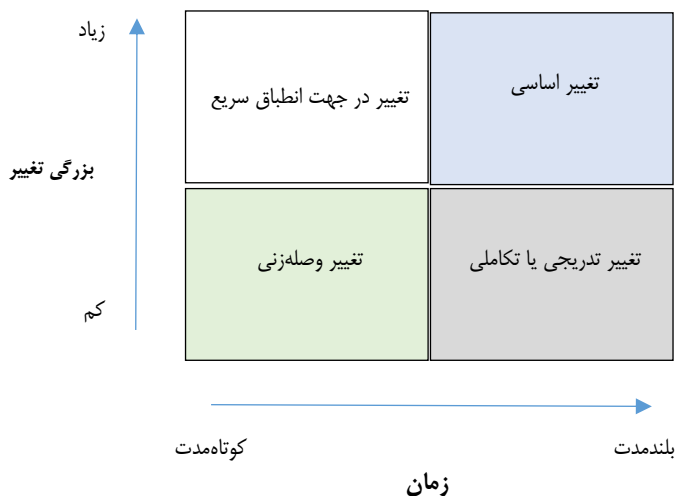 زیاد
تغییر اساسی
تغییر در جهت انطباق سریع
بزرگی تغییر
تغییر تدریجی یا تکاملی
تغییر وصله‌زنی
کم
بلندمدت
کوتاه‌مدت
زمان